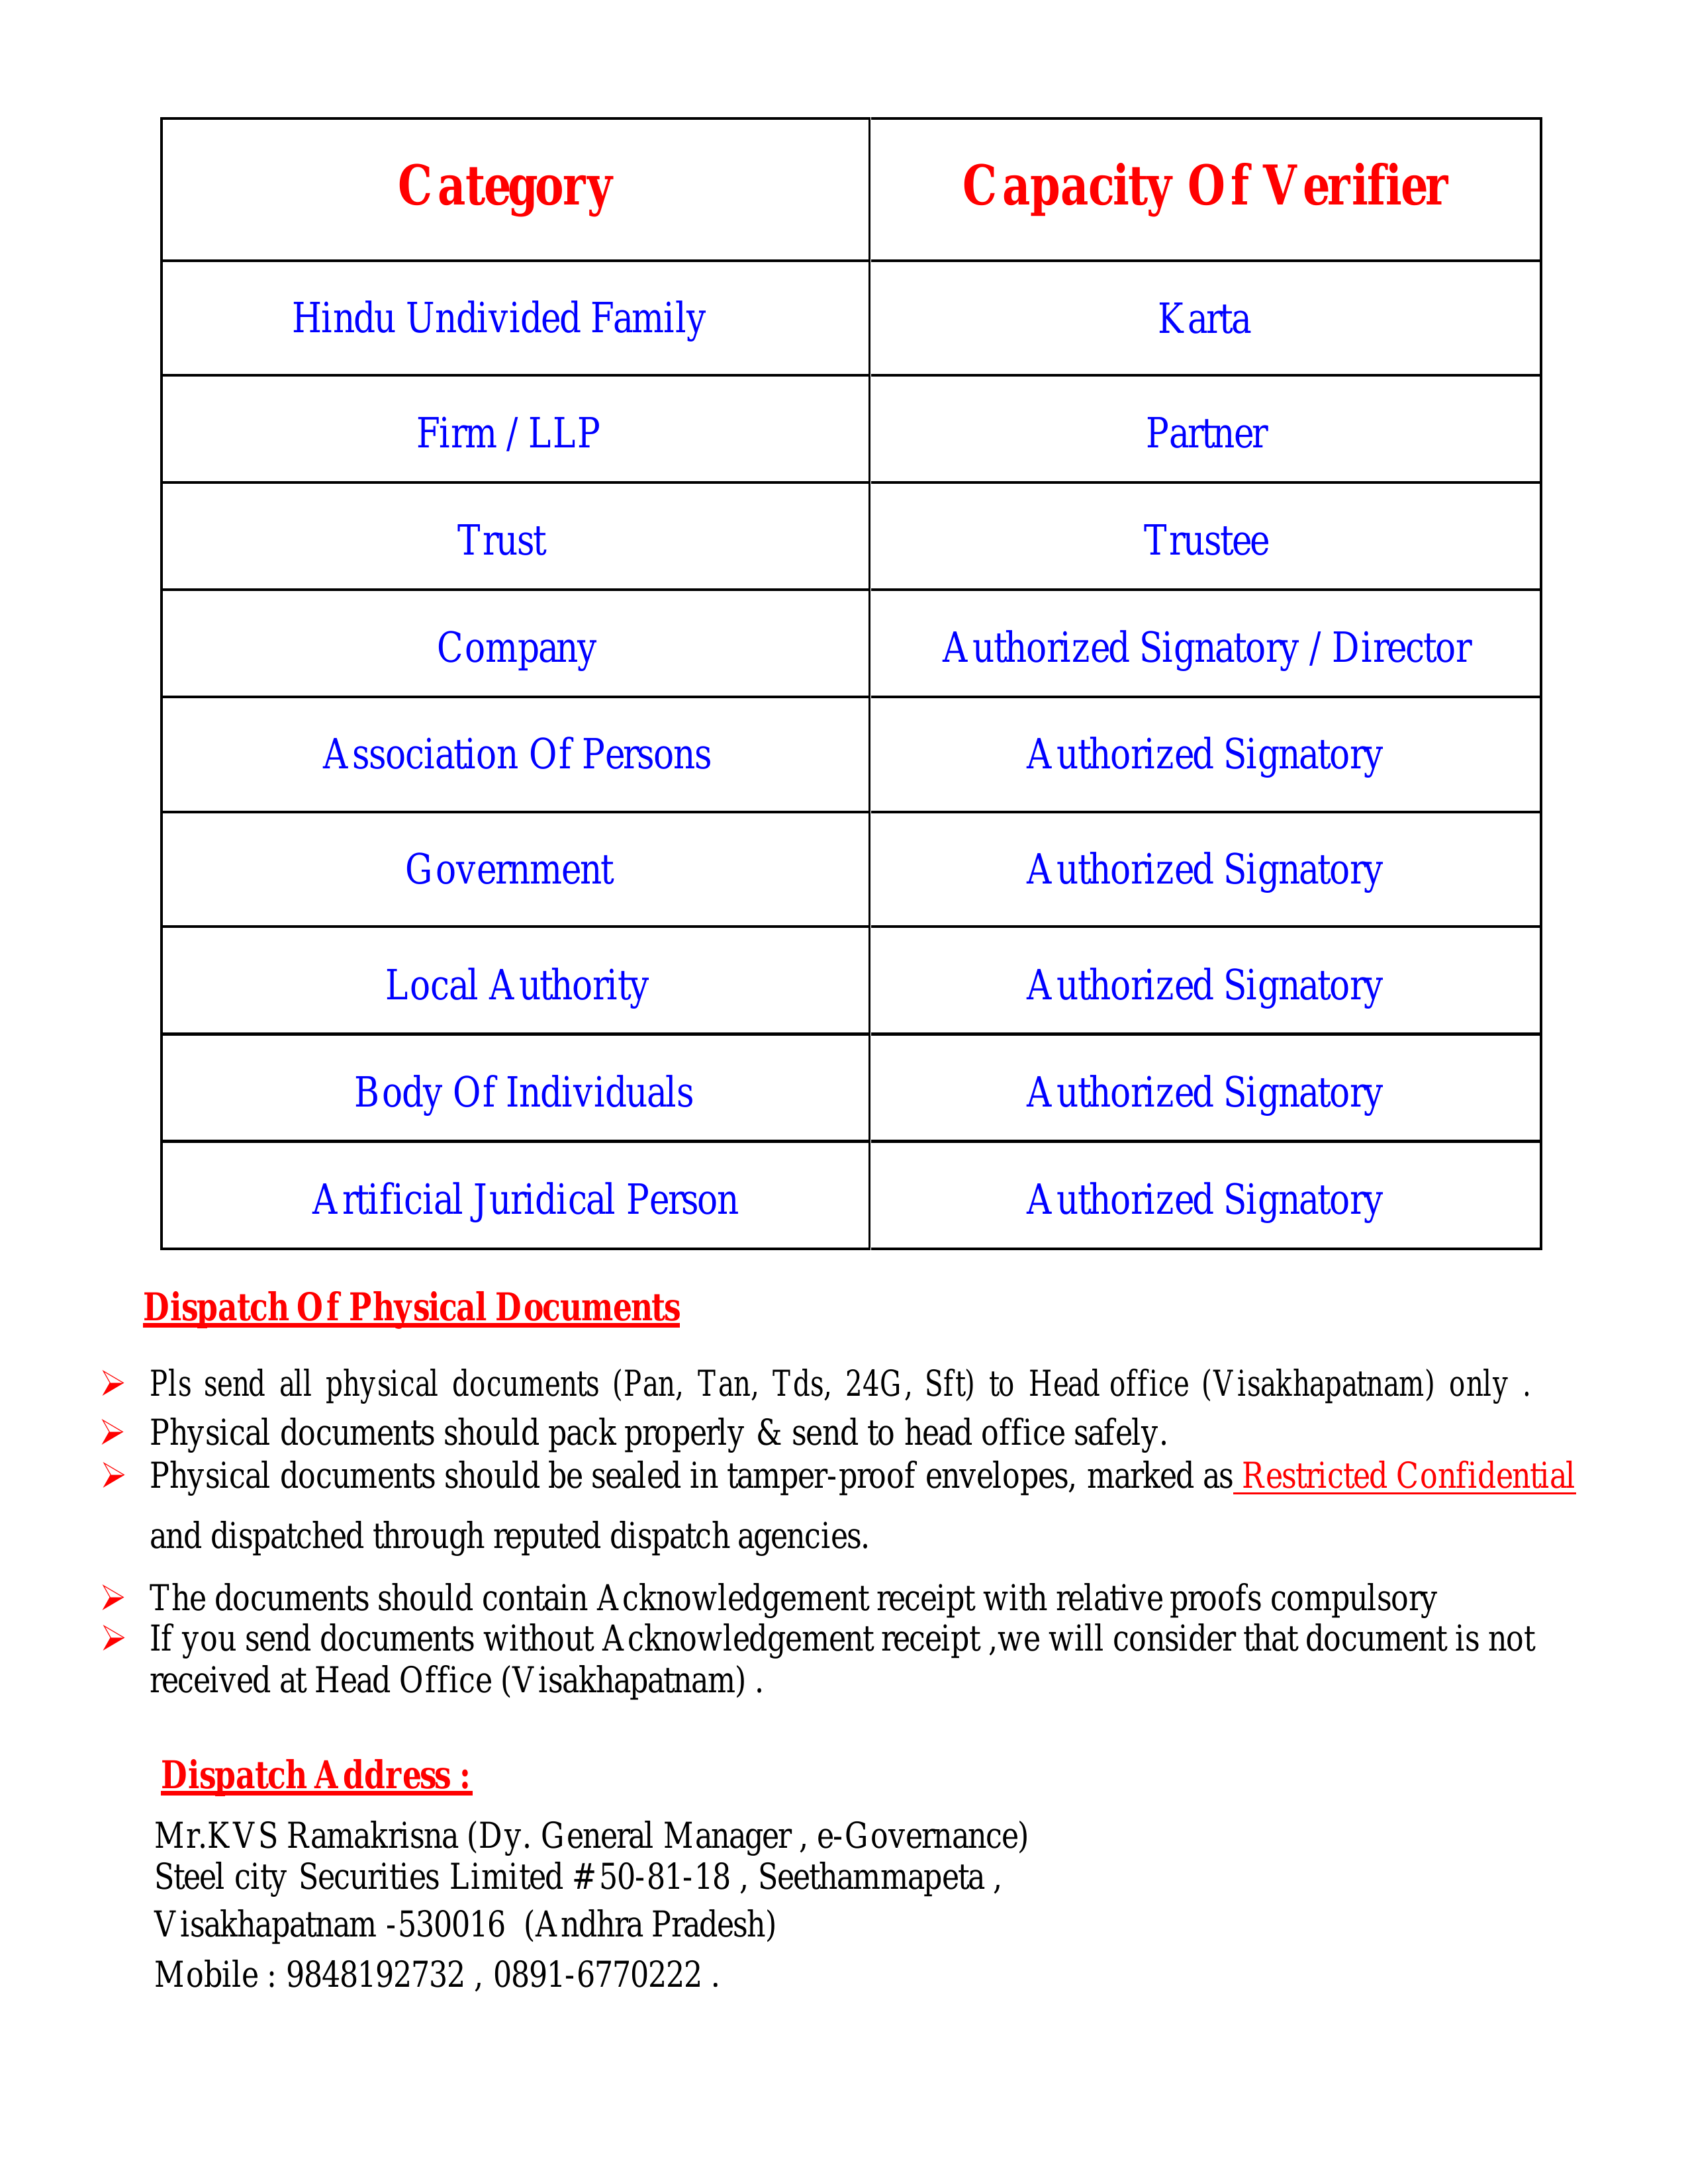 Category Capacity Of Verifier
Hindu Undivided Family Karta
Firm / LLP Partner
Trust Trustee
Company Authorized Signatory / Director
Association Of Persons Authorized Signatory
Government Authorized Signatory
Local Authority Authorized Signatory
Body Of Individuals Authorized Signatory
Artificial Juridical Person Authorized Signatory
Dispatch Of Physical Documents
Pls send all physical documents (Pan, Tan, Tds, 24G, Sft) to Head office (Visakhapatnam) only .
Physical documents should pack properly & send to head office safely.
Physical documents should be sealed in tamper-proof envelopes, marked as Restricted Confidential
and dispatched through reputed dispatch agencies.
The documents should contain Acknowledgement receipt with relative proofs compulsory
If you send documents without Acknowledgement receipt ,we will consider that document is not
received at Head Office (Visakhapatnam) .
Dispatch Address :
Mr.KVS Ramakrisna (Dy. General Manager , e-Governance)
Steel city Securities Limited #50-81-18 , Seethammapeta ,
Visakhapatnam -530016 (Andhra Pradesh)
Mobile : 9848192732 , 0891-6770222 .